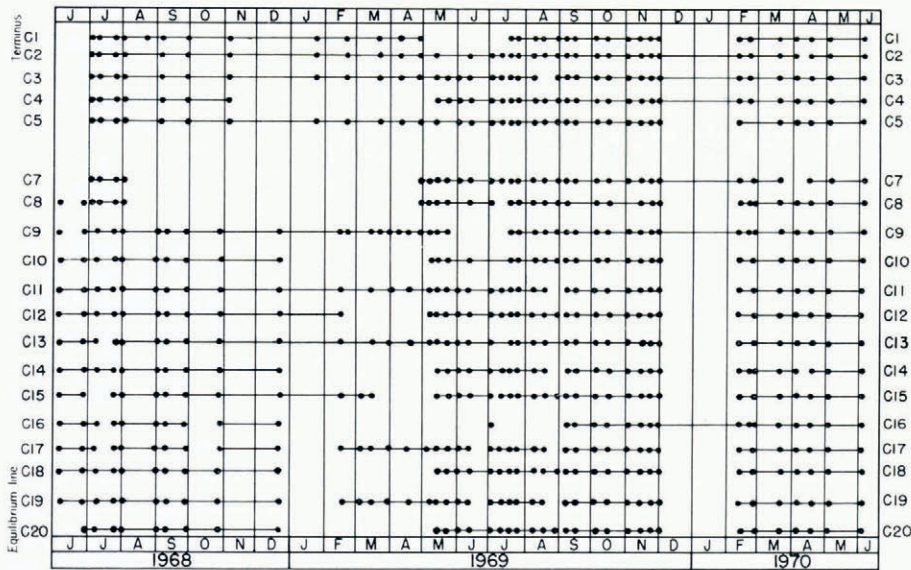 J J A S O N D J F M A M J J A S O N D J F M A M J
Terminus
C1 C1
C2 C2
C3 C3
C4 C4
C5 C5
C7 C7
C8 C8
C9 C9
C10 C10
C11 C11
C12 C12
C13 C13
C14 C14
C15 C15
C16 C16
C17 C17
C18 C18
C19 C19
C20 C20
Equilibrium line
J J A S O N D J F M A M J J A S O N D J F M A M J
1968 1969 1970